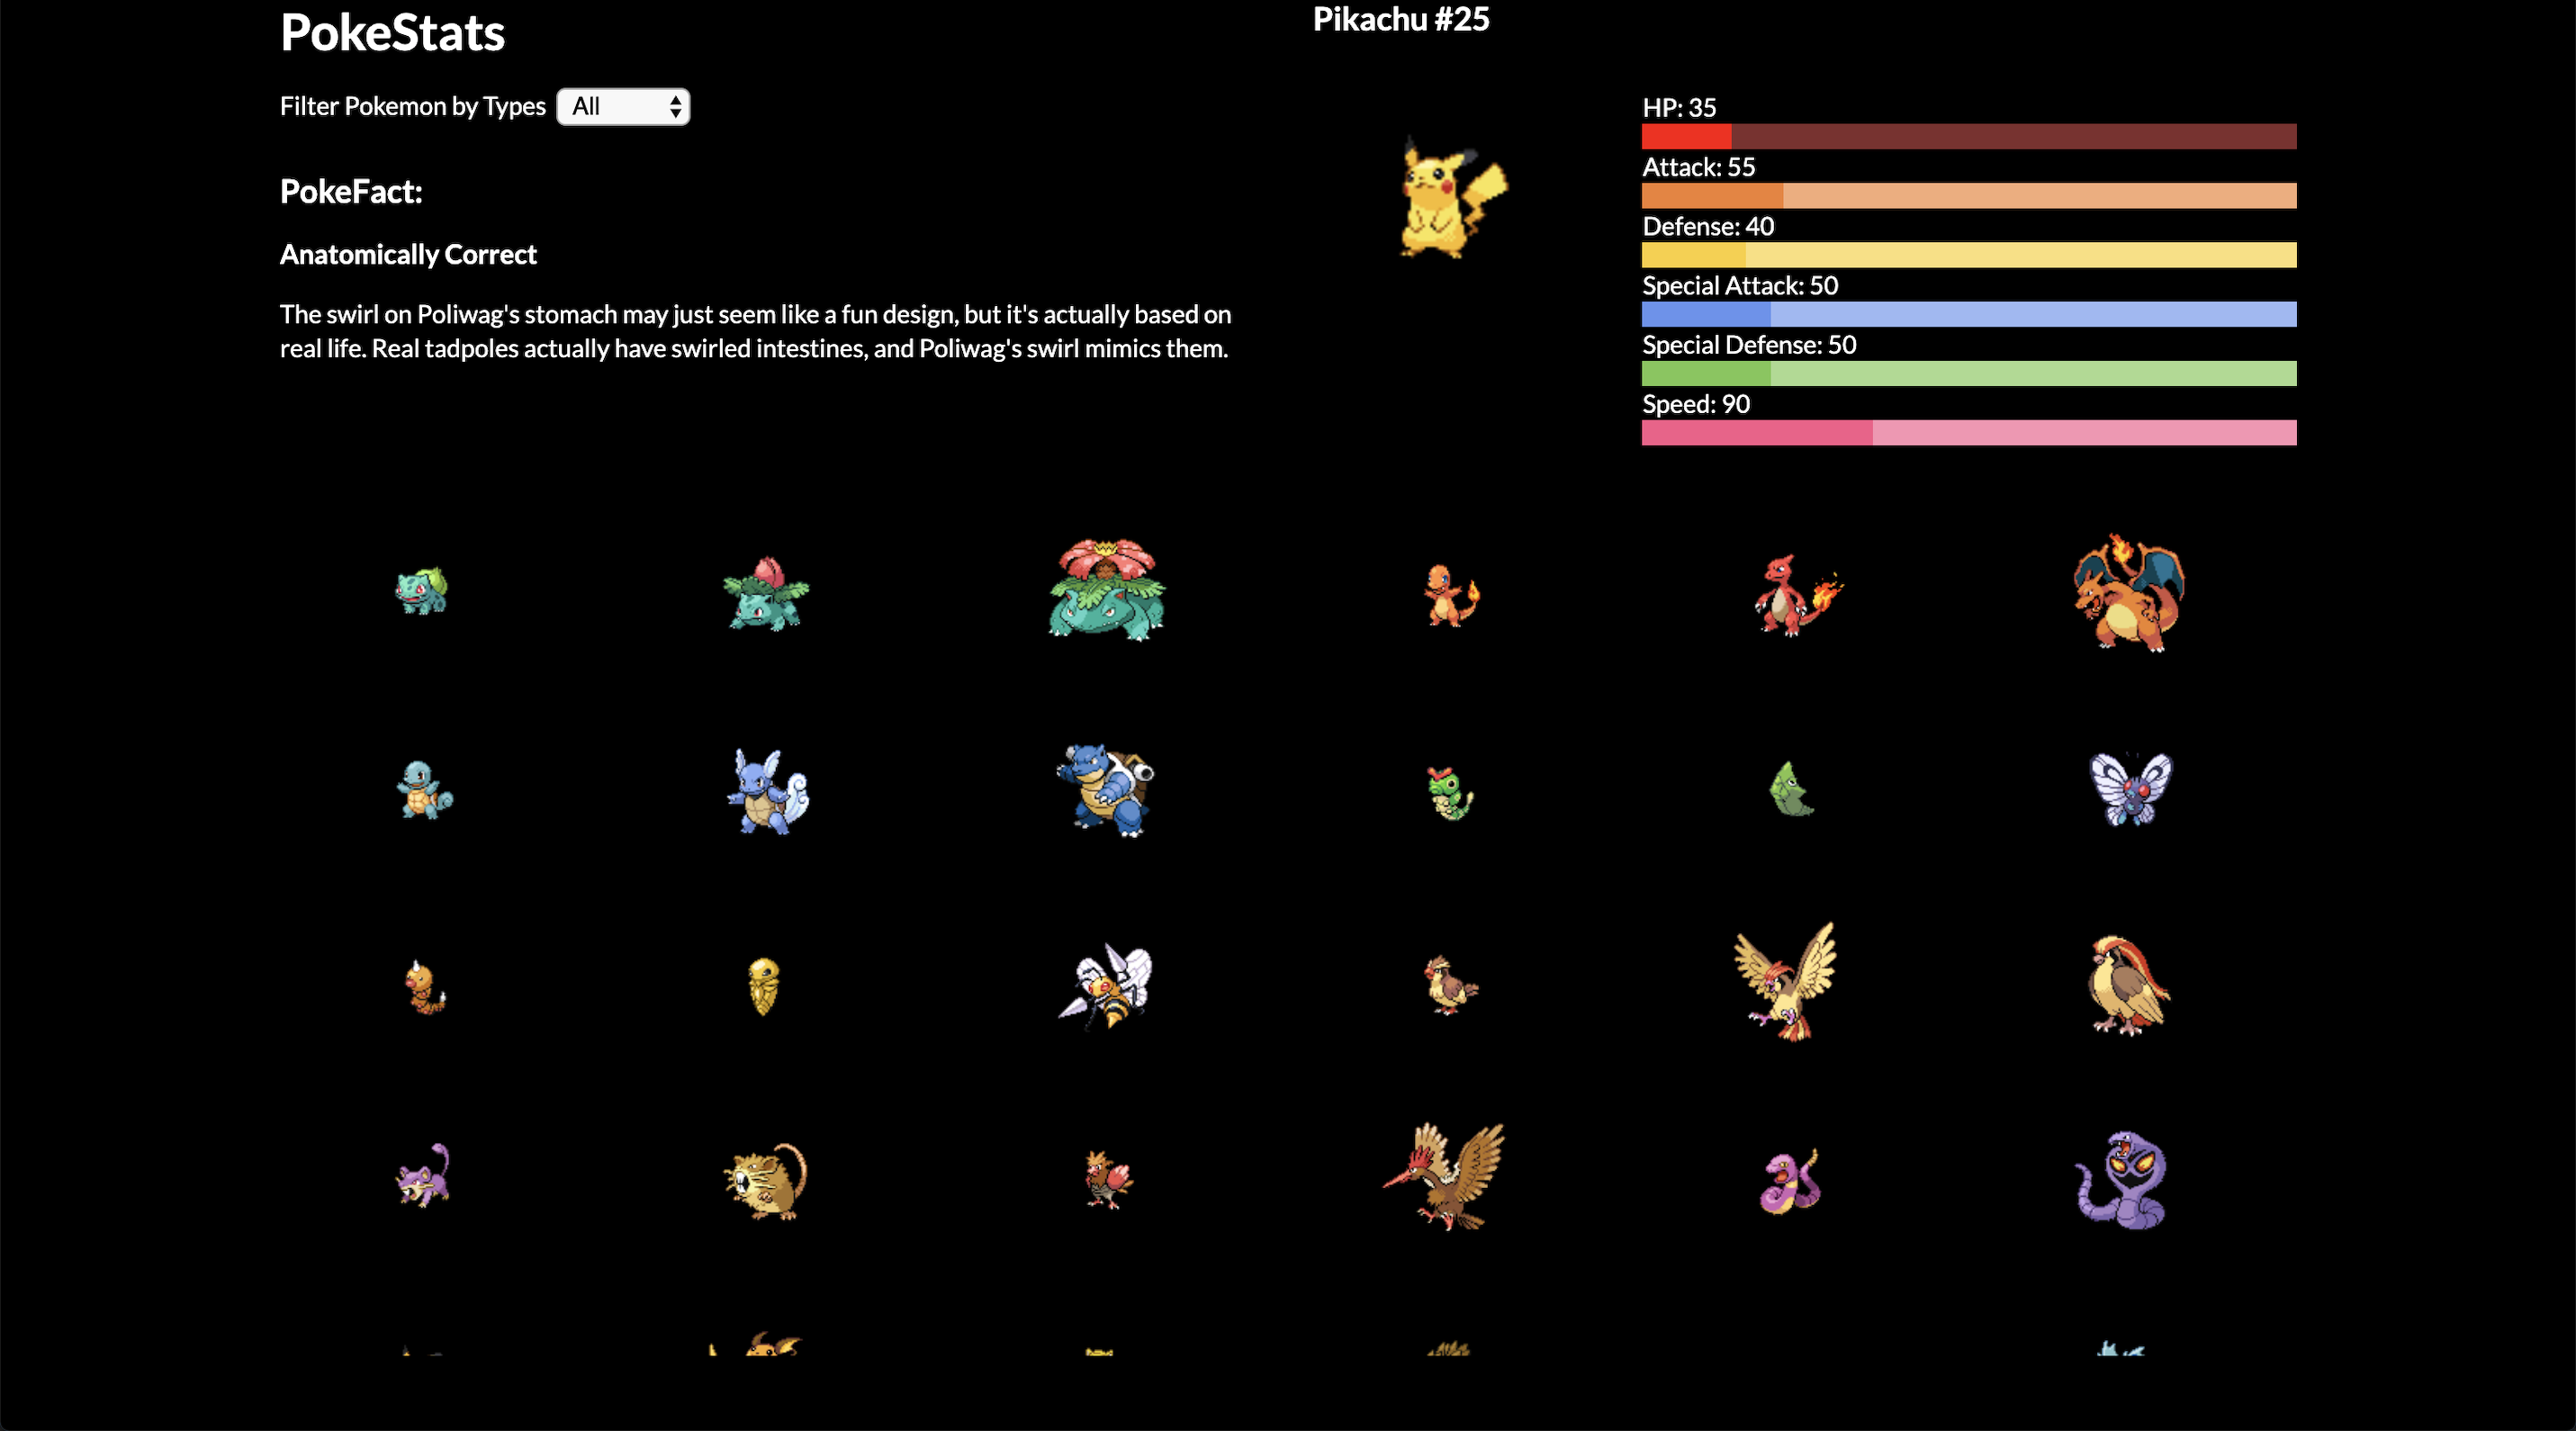 PokeStats
Filter Pokemon by Types All
PokeFact:
Anatomically Correct
The swirl on Poliwag's stomach may just seem like a fun design, but it's actually based on
real life. Real tadpoles actually have swirled intestines, and Poliwag's swirl mimics them.
Pikachu #25
HP: 35
Attack: 55
Defense: 40
Special Attack: 50
Special Defense: 50
Speed: 90